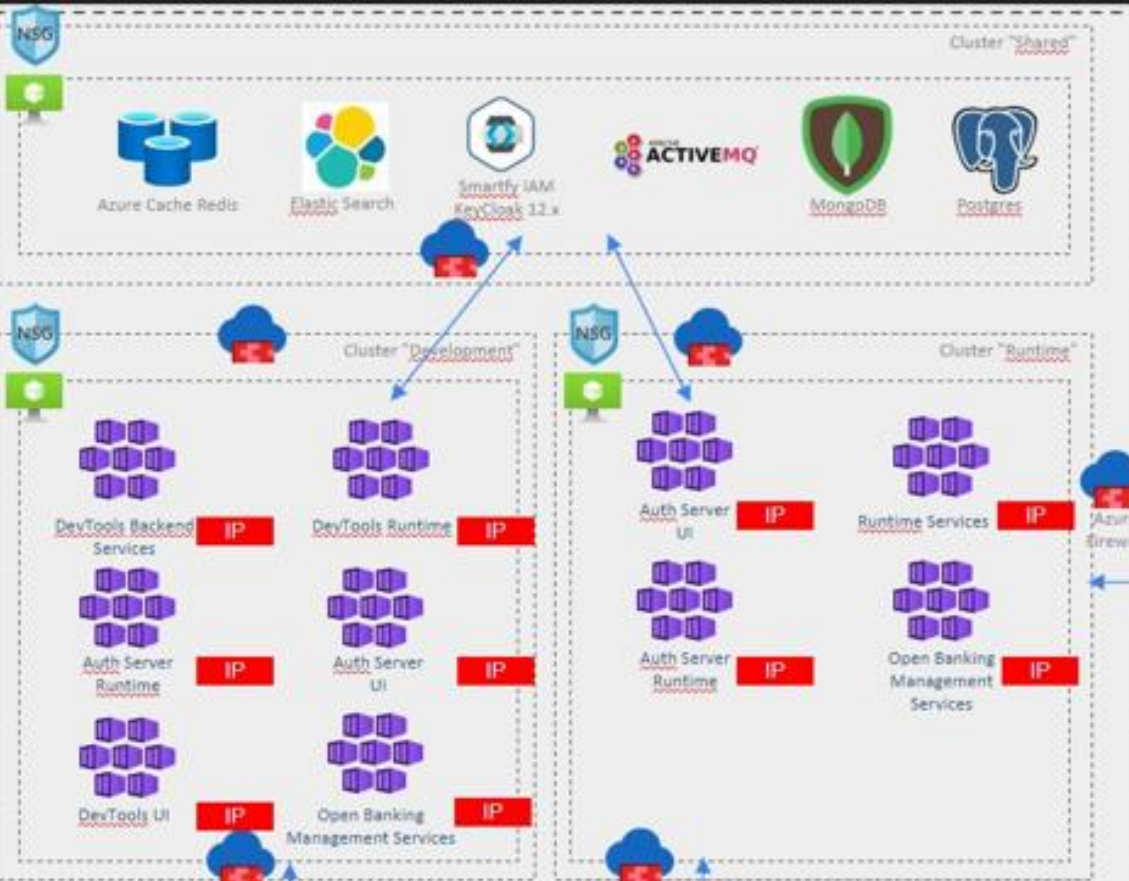 NSG
Cluster "Shared"
Azure Cache Redis
Elastic Search
Smartfy IAM
KeyCloak 12.x
APACHE
ACTIVEMQ
MongoDB
Postgres
NSG
Cluster "Development"
DevTools Backend
Services
IP
DevTools Runtime
IP
Auth Server
Runtime
IP
Auth Server
UI
IP
DevTools UI
IP
Open Banking
Management Services
IP
NSG
Cluster "Runtime"
Auth Server
UI
IP
Runtime Services
IP
Auth Server
Runtime
IP
Open Banking
Management
Services
IP